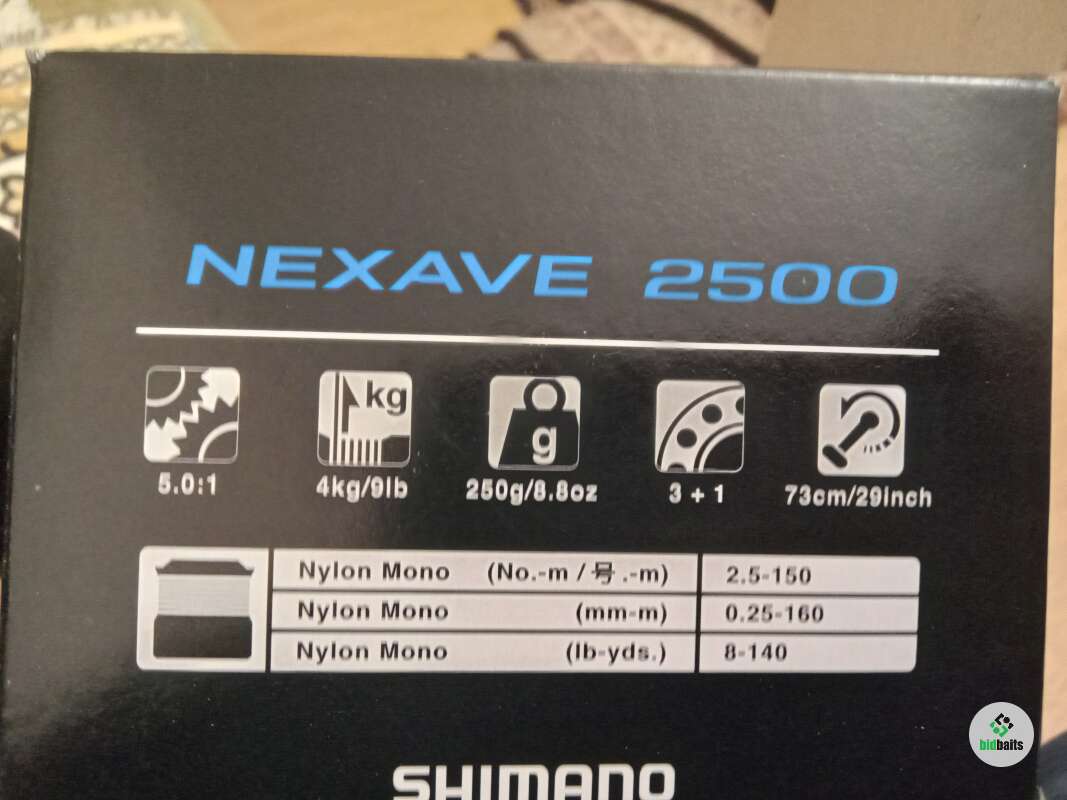 NEXAVE 2500
kg
g
5.0:1 4kg/9lb 250g/8.8oz 3 + 1 73cm/29inch
Nylon Mono (No.-m / 号.-m) 2.5-150
Nylon Mono (mm-m) 0.25-160
Nylon Mono (lb-yds.) 8-140
SHIMANO
bidbaits